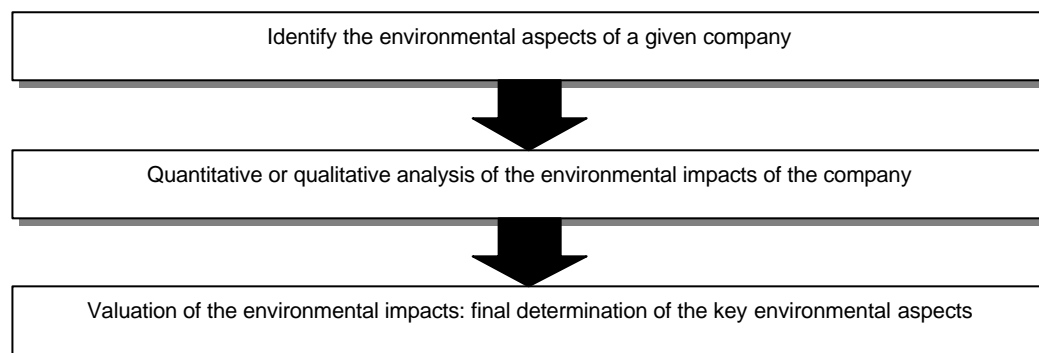 Identify the environmental aspects of a given company
Quantitative or qualitative analysis of the environmental impacts of the company
Valuation of the environmental impacts: final determination of the key environmental aspects